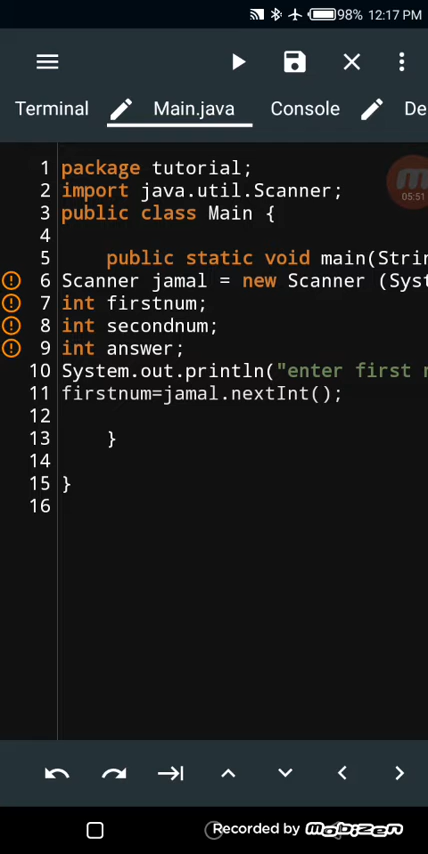 98% 12:17 PM
Terminal Main.java Console De
05:51
1 package tutorial;
2 import java.util.Scanner;
3 public class Main {
4
5 public static void main(Strin
6 Scanner jamal = new Scanner (Syst
7 int firstnum;
8 int secondnum;
9 int answer;
10 System.out.println("enter first n
11 firstnum=jamal.nextInt();
12
13 }
14
15 }
16
Recorded by mobizen